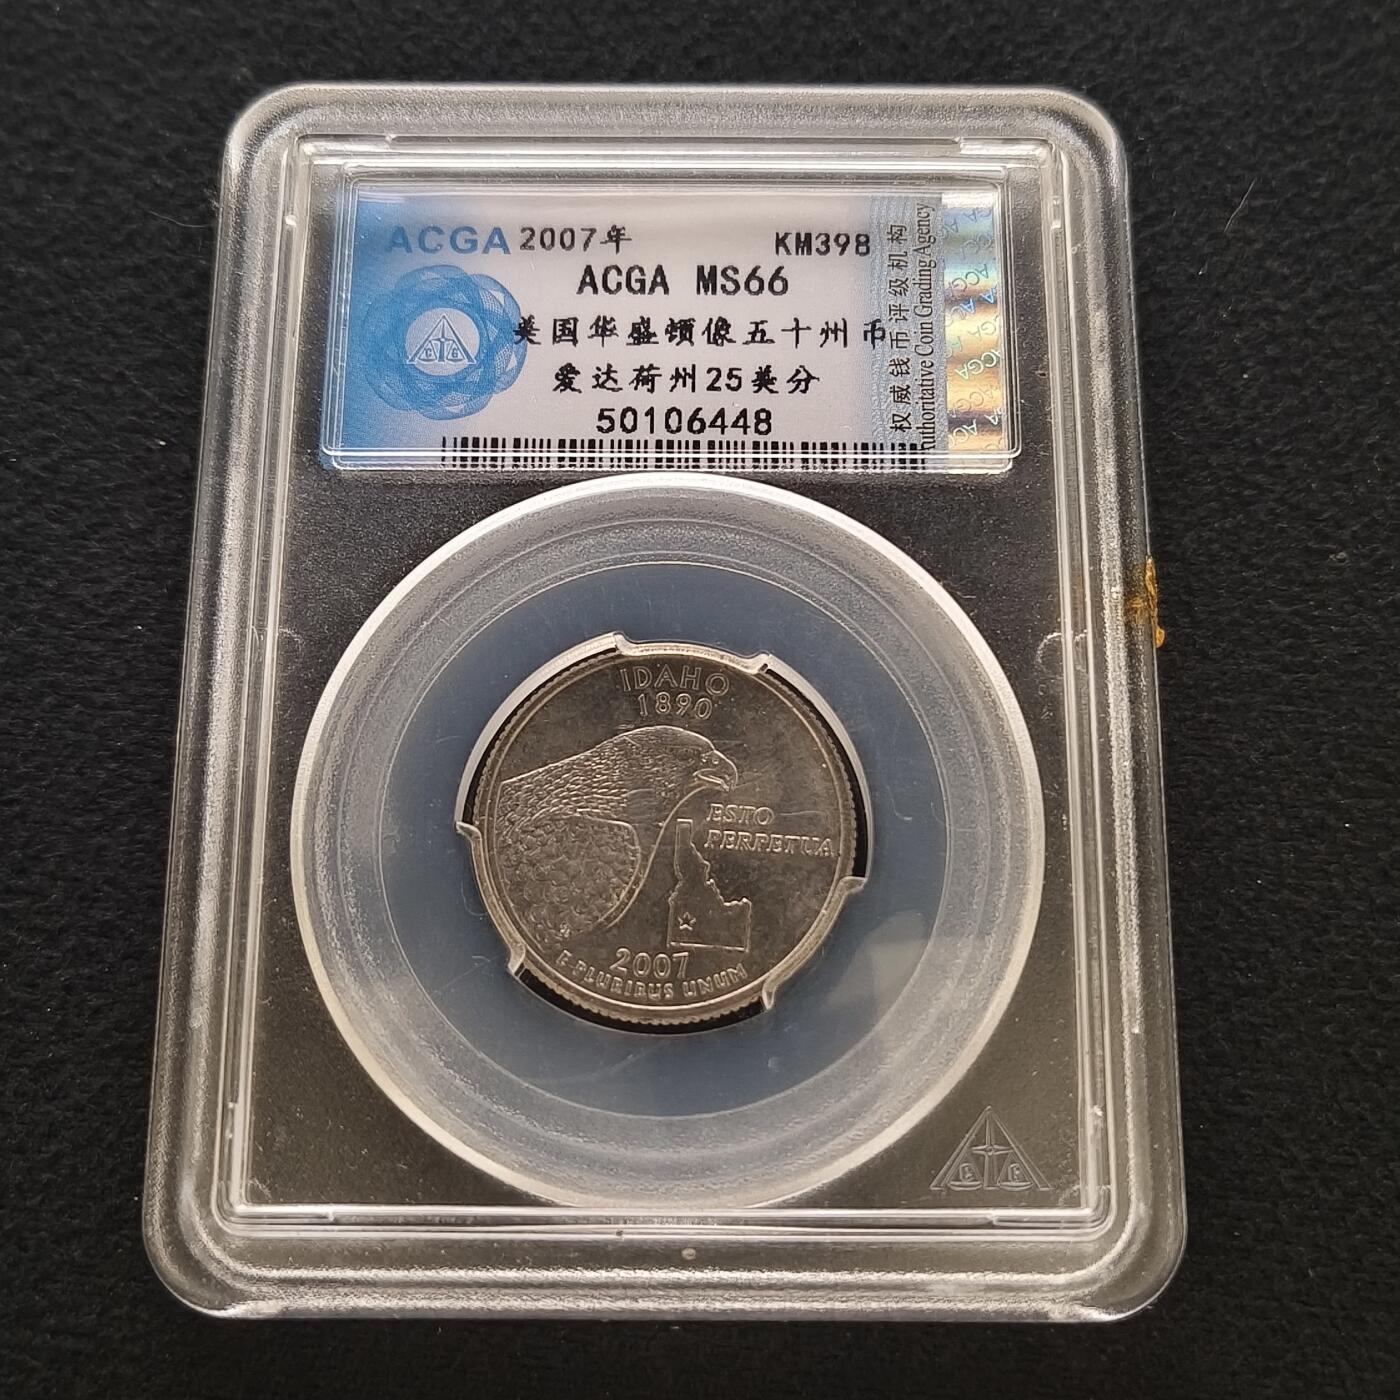 ACGA 2007年 KM398
ACGA MS66
美国华盛顿像五十州币
爱达荷州25美分
50106448
权威钱币评级机构
Authoritative Coin Grading Agency
IDAHO
1890
ESTO
PERPETUA
2007
E PLURIBUS UNUM